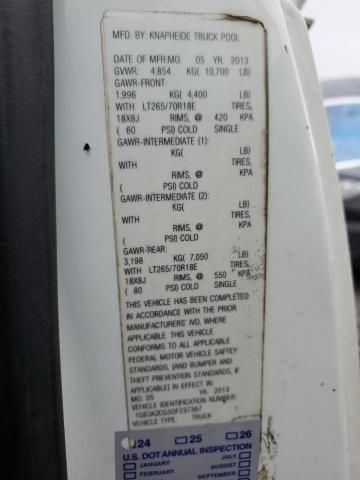 MFD. BY: KNAPHEIDE TRUCK POOL
DATE OF MFR.MO. 05 YR. 2013
GVWR: 4,854 KG( 10,700 LB)
GAWR-FRONT:
1,996 KG( 4,400 LB)
WITH LT265/70R18E TIRES,
18X8J RIMS, @ 420 KPA
( 60 PSI) COLD SINGLE
GAWR-INTERMEDIATE (1):
KG( LB)
WITH TIRES,
RIMS, @ KPA
( PSI) COLD
GAWR-INTERMEDIATE (2):
KG( LB)
WITH TIRES,
RIMS, @ KPA
( PSI) COLD
GAWR-REAR:
3,198 KG( 7,050 LB)
WITH LT265/70R18E TIRES,
18X8J RIMS, @ 550 KPA
( 80 PSI) COLD SINGLE
THIS VEHICLE HAS BEEN COMPLETED
IN ACCORDANCE WITH THE PRIOR
MANUFACTURERS' IVD, WHERE
APPLICABLE. THIS VEHICLE
CONFORMS TO ALL APPLICABLE
FEDERAL MOTOR VEHICLE SAFTEY
STANDARDS, [AND BUMPER AND
THEFT PREVENTION STANDARDS, IF
APPLICABLE] IN EFFECT IN
MO. 05 YR. 2013
VEHICLE IDENTIFICATION NUMBER:
1GB3K2CG5DF237367
VEHICLE TYPE: TRUCK
24 25 26
U.S. DOT ANNUAL INSPECTION
JANUARY JULY
FEBRUARY AUGUST
SEPTEMBER